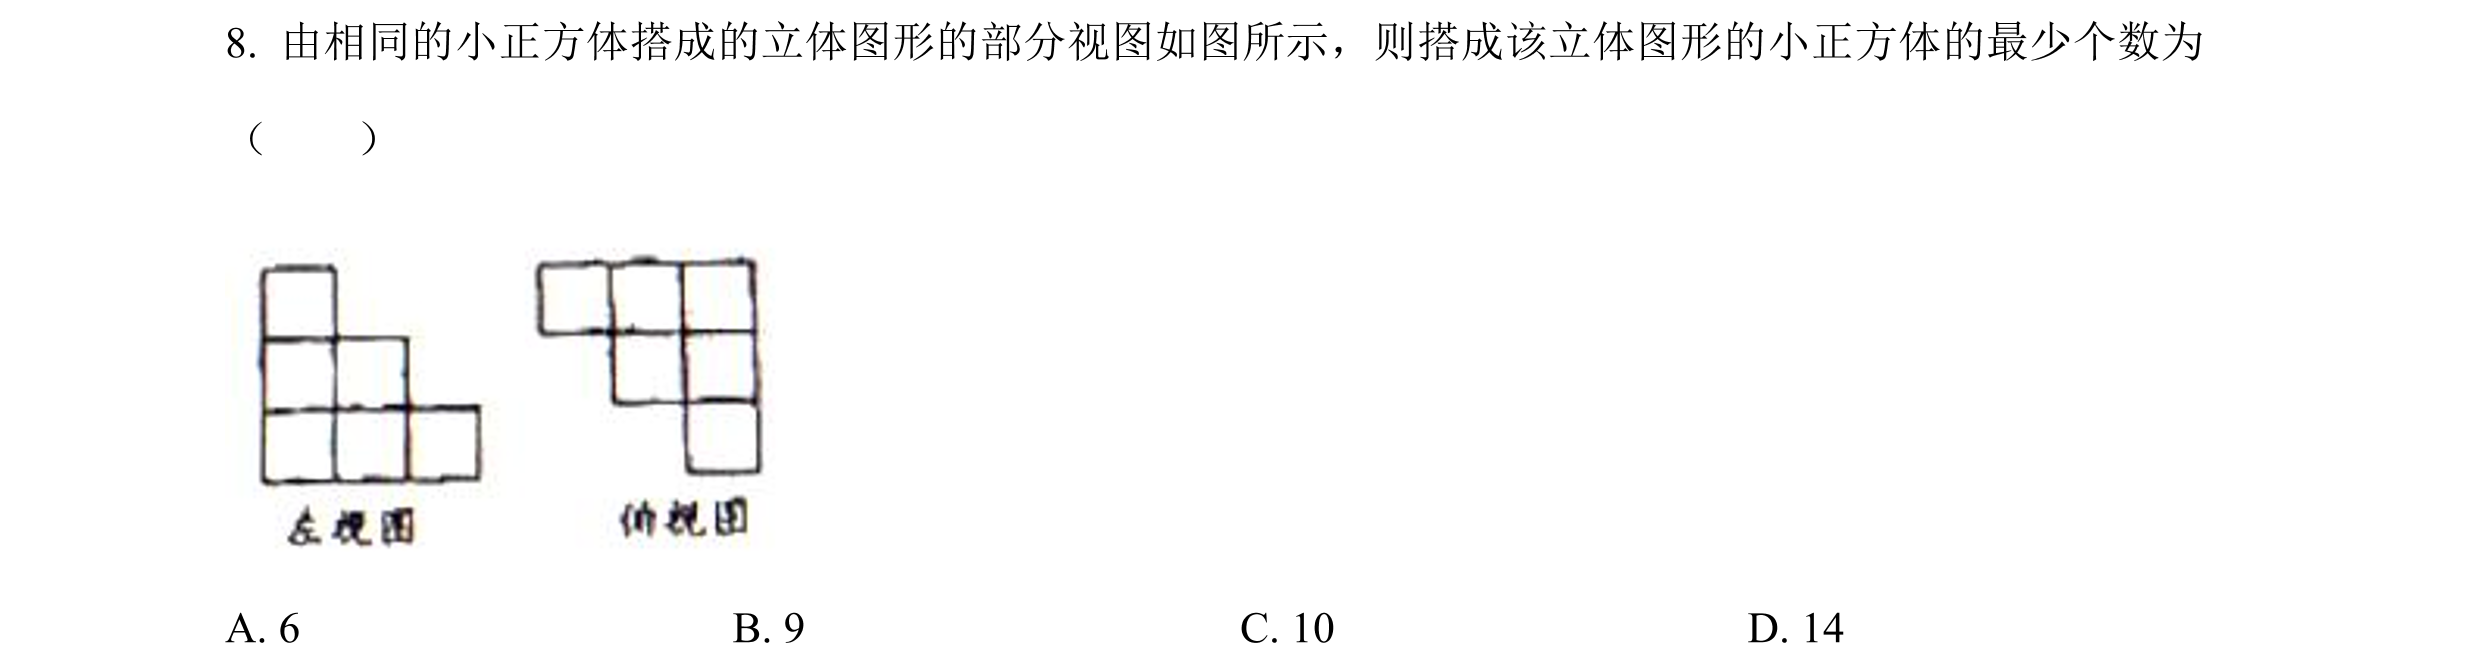 8. 由相同的小正方体搭成的立体图形的部分视图如图所示，则搭成该立体图形的小正方体的最少个数为
（　　）
左视图 俯视图
A. 6 B. 9 C. 10 D. 14